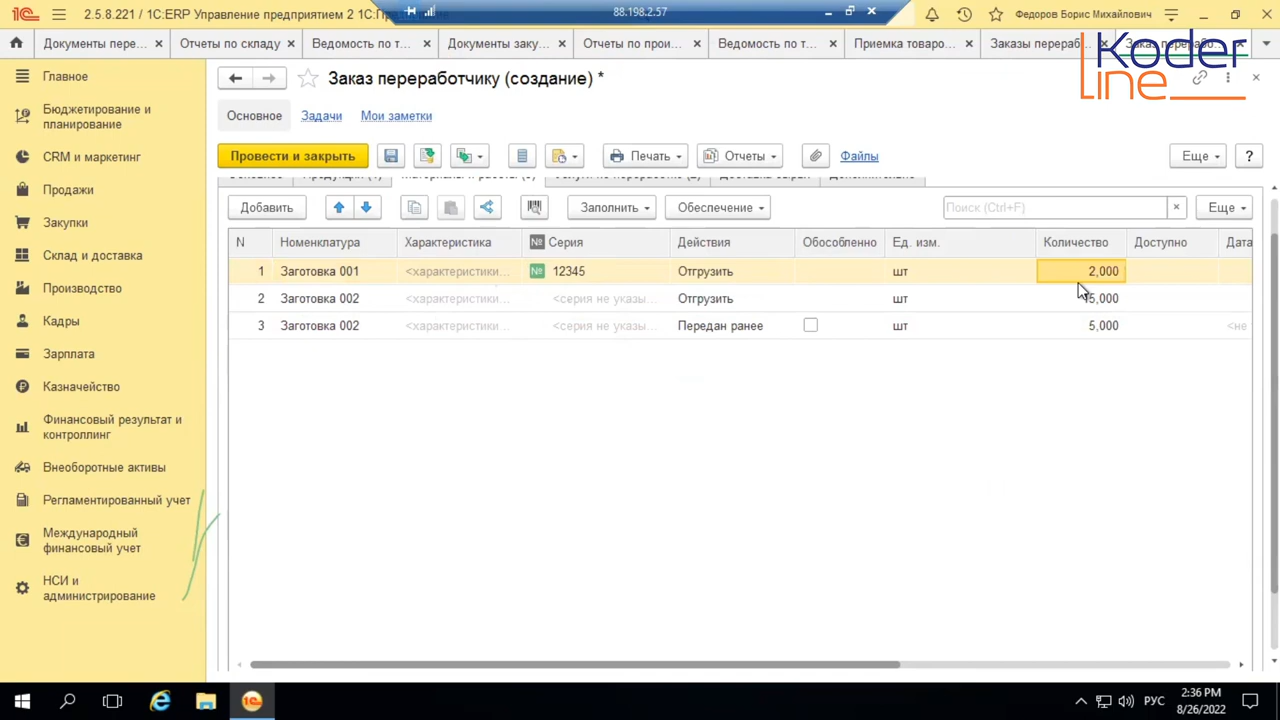 2.5.8.221 / 1С:ERP Управление предприятием 2 1С:Пр
88.198.2.57
Федоров Борис Михайлович
Документы пере...
Отчеты по складу
Ведомость по т...
Документы заку...
Отчеты по прои...
Ведомость по т...
Приемка товаро...
Заказы перераб
Koder
line
Главное
Бюджетирование и
планирование
CRM и маркетинг
Продажи
Закупки
Склад и доставка
Производство
Кадры
Зарплата
Казначейство
Финансовый результат и
контроллинг
Внеоборотные активы
Регламентированный учет
Международный
финансовый учет
НСИ и
администрирование
Заказ переработчику (создание) *
Основное
Задачи
Мои заметки
Провести и закрыть
Печать
Отчеты
Файлы
Еще
?
Добавить
Заполнить
Обеспечение
Поиск (Ctrl+F)
Еще
N Номенклатура Характеристика № Серия Действия Обособленно Ед. изм. Количество Доступно Дата
1 Заготовка 001 <характеристики... № 12345 Отгрузить шт 2,000
2 Заготовка 002 <характеристики... <серия не указы... Отгрузить шт 5,000
3 Заготовка 002 <характеристики... <серия не указы... Передан ранее шт 5,000 <не
РУС
2:36 PM
8/26/2022